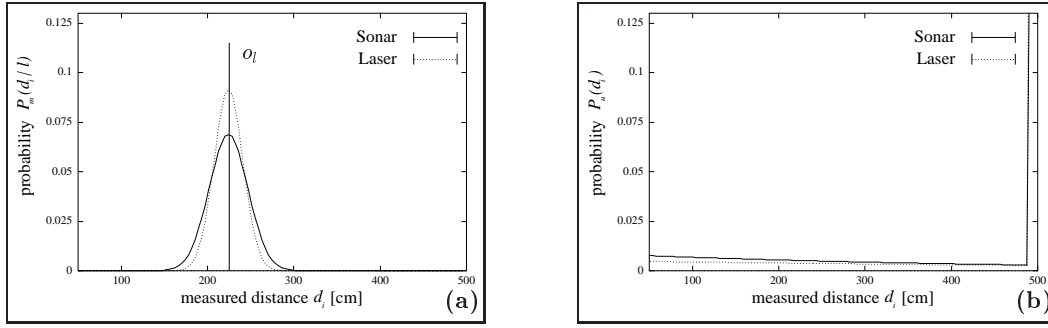 0.125
0.1
0.075
0.05
0.025
0
probability P_m(d_i / l)
Sonar
Laser
o_l
100 200 300 400 500
measured distance d_i [cm]
(a)
0.125
0.1
0.075
0.05
0.025
0
probability P_u(d_i)
Sonar
Laser
100 200 300 400 500
measured distance d_i [cm]
(b)